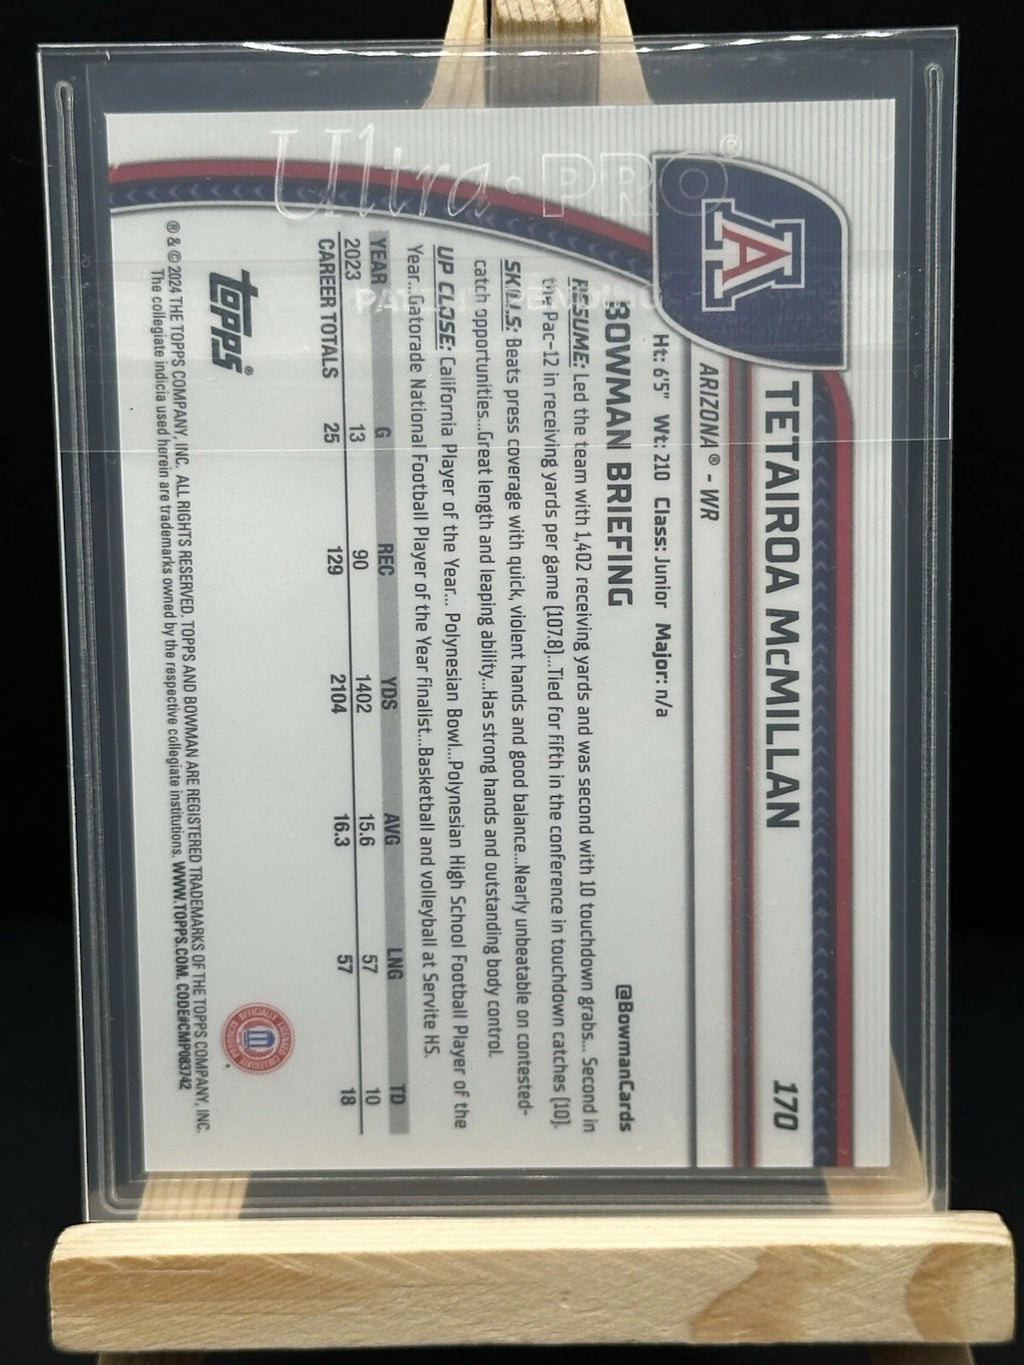 Ultra·PRO®
PATENT PENDING
A
TETAIROA McMILLAN
170
ARIZONA® - WR
Ht: 6'5" Wt: 210 Class: Junior Major: n/a
BOWMAN BRIEFING
@BowmanCards
RESUME: Led the team with 1,402 receiving yards and was second with 10 touchdown grabs... Second in
the Pac-12 in receiving yards per game (107.8)...Tied for fifth in the conference in touchdown catches (10).
SKILLS: Beats press coverage with quick, violent hands and good balance...Nearly unbeatable on contested-
catch opportunities...Great length and leaping ability...Has strong hands and outstanding body control.
UP CLOSE: California Player of the Year... Polynesian Bowl...Polynesian High School Football Player of the
Year...Gatorade National Football Player of the Year finalist...Basketball and volleyball at Servite HS.
YEAR G REC YDS AVG LNG TD
2023 13 90 1402 15.6 57 10
CAREER TOTALS 25 129 2104 16.3 57 18
topps®
OFFICIALLY LICENSED COLLEGIATE PRODUCTS
® & © 2024 THE TOPPS COMPANY, INC. ALL RIGHTS RESERVED. TOPPS AND BOWMAN ARE REGISTERED TRADEMARKS OF THE TOPPS COMPANY, INC.
The collegiate indicia used herein are trademarks owned by the respective collegiate institutions. WWW.TOPPS.COM. CODE#CMP083742